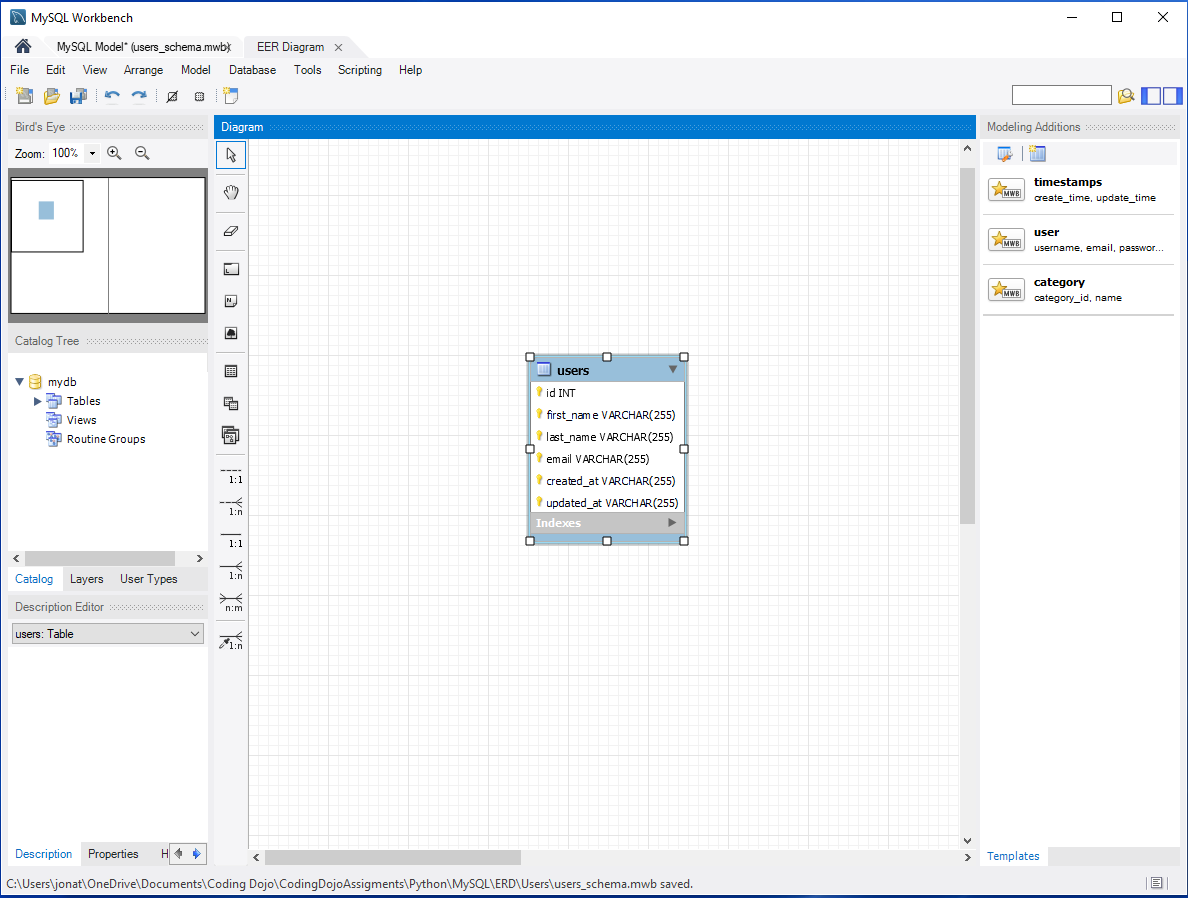 MySQL Workbench
MySQL Model* (users_schema.mwb)
EER Diagram
File Edit View Arrange Model Database Tools Scripting Help
Bird's Eye
Zoom: 100%
Catalog Tree
mydb
Tables
Views
Routine Groups
Catalog Layers User Types
Description Editor
users: Table
Description Properties H
Diagram
1:1
1:n
1:1
1:n
n:m
1:n
users
id INT
first_name VARCHAR(255)
last_name VARCHAR(255)
email VARCHAR(255)
created_at VARCHAR(255)
updated_at VARCHAR(255)
Indexes
Modeling Additions
MWB
timestamps
create_time, update_time
MWB
user
username, email, passwor...
MWB
category
category_id, name
Templates
C:\Users\jonat\OneDrive\Documents\Coding Dojo\CodingDojoAssigments\Python\MySQL\ERD\Users\users_schema.mwb saved.